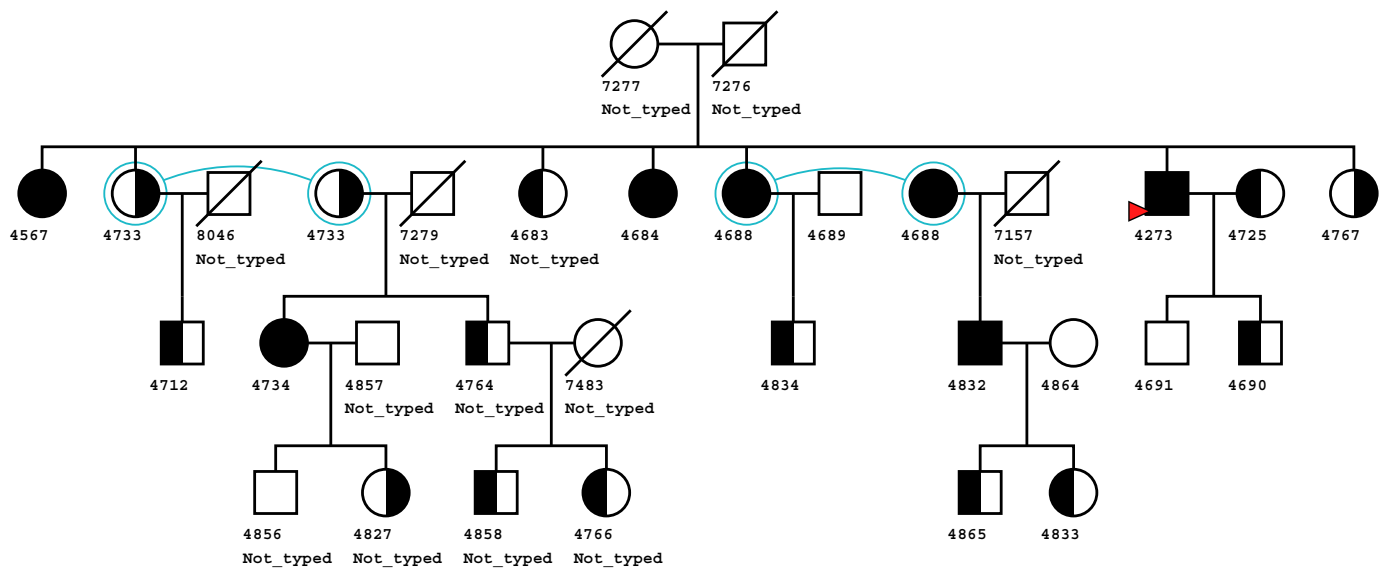 7277 7276
Not_typed Not_typed
4567 4733 8046 4733 7279 4683 4684 4688 4689 4688 7157 4273 4725 4767
Not_typed Not_typed Not_typed Not_typed
4712 4734 4857 4764 7483 4834 4832 4864 4691 4690
Not_typed Not_typed Not_typed
4856 4827 4858 4766 4865 4833
Not_typed Not_typed Not_typed Not_typed